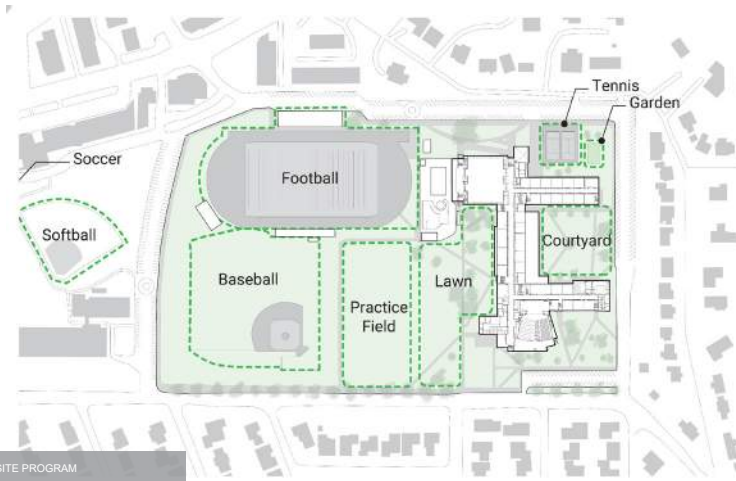 Tennis
Garden
Soccer
Football
Softball
Courtyard
Baseball
Lawn
Practice
Field
SITE PROGRAM